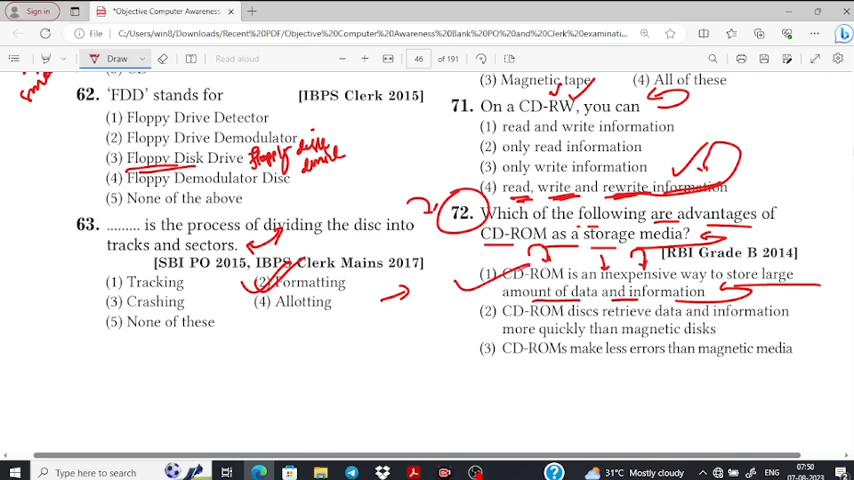 Sign in
*Objective Computer Awareness
File
C:/Users/win8/Downloads/Recent%20PDF/Objective%20Computer%20Awareness%20Bank%20PO%20and%20Clerk%20examination
Draw
Read aloud
46 of 191
62. 'FDD' stands for
[IBPS Clerk 2015]
(1) Floppy Drive Detector
(2) Floppy Drive Demodulator
(3) Floppy Disk Drive
(4) Floppy Demodulator Disc
(5) None of the above
63. ......... is the process of dividing the disc into
tracks and sectors.
[SBI PO 2015, IBPS Clerk Mains 2017]
(1) Tracking (2) Formatting
(3) Crashing (4) Allotting
(5) None of these
(3) Magnetic tape (4) All of these
71. On a CD-RW, you can
(1) read and write information
(2) only read information
(3) only write information
(4) read, write and rewrite information
72. Which of the following are advantages of
CD-ROM as a storage media?
[RBI Grade B 2014]
(1) CD-ROM is an inexpensive way to store large
amount of data and information
(2) CD-ROM discs retrieve data and information
more quickly than magnetic disks
(3) CD-ROMs make less errors than magnetic media
Type here to search
31°C Mostly cloudy
ENG
07:50
07-08-2023